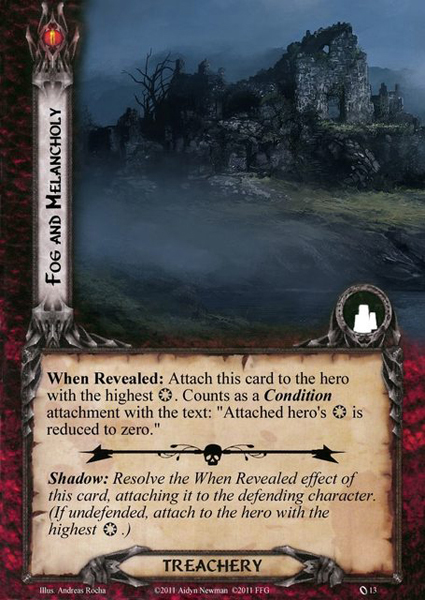 FOG AND MELANCHOLY
When Revealed: Attach this card to the hero
with the highest . Counts as a Condition
attachment with the text: "Attached hero's is
reduced to zero."
Shadow: Resolve the When Revealed effect of
this card, attaching it to the defending character.
(If undefended, attach to the hero with the
highest .)
TREACHERY
Illus. Andreas Rocha ©2011 Aidyn Newman ©2011 FFG 13